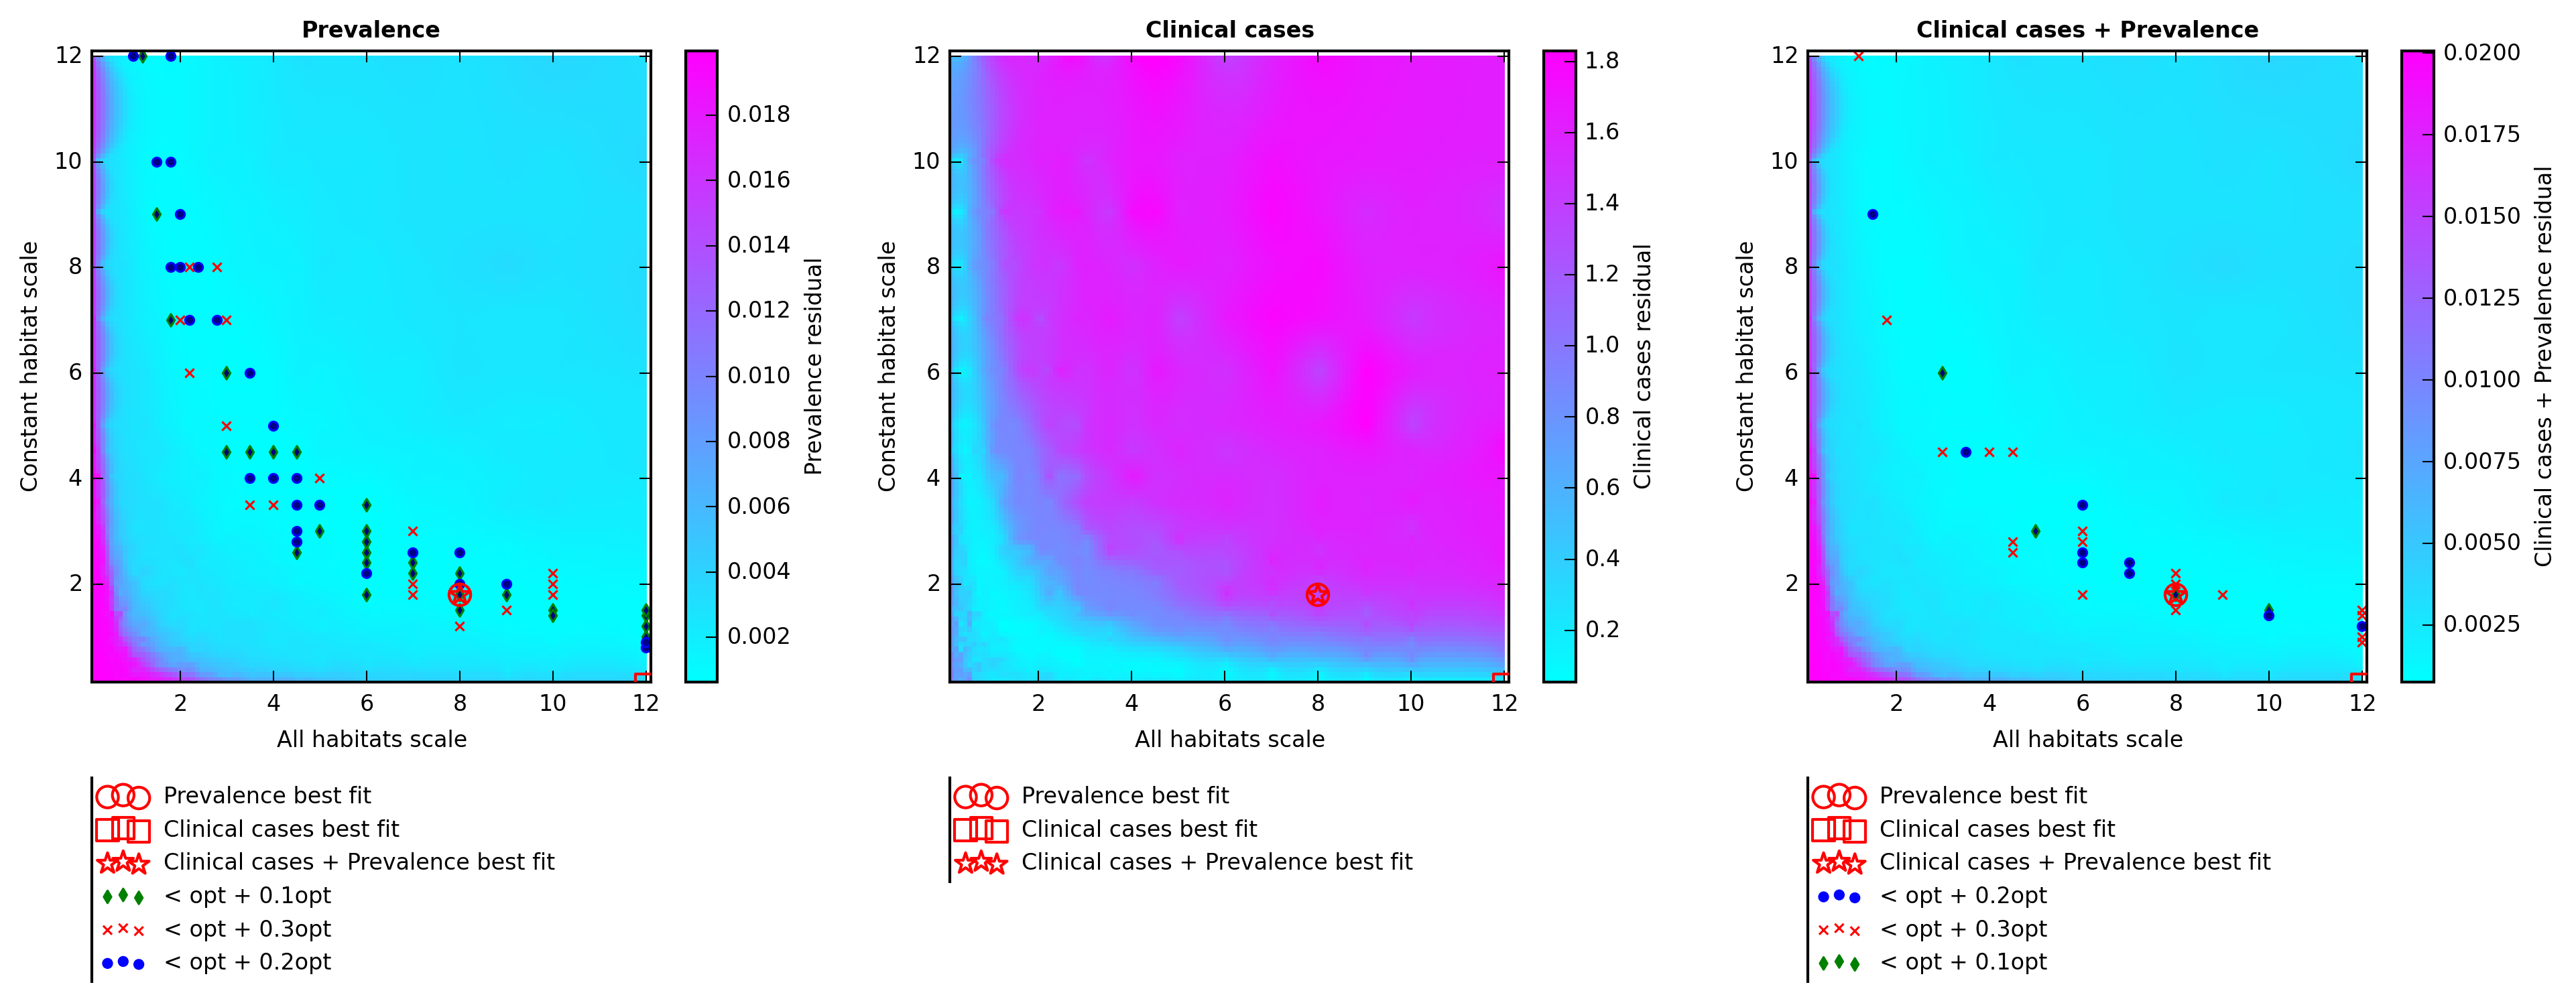 Prevalence
12
10
8
6
4
2
Constant habitat scale
2 4 6 8 10 12
All habitats scale
0.018
0.016
0.014
0.012
0.010
0.008
0.006
0.004
0.002
Prevalence residual
Prevalence best fit
Clinical cases best fit
Clinical cases + Prevalence best fit
< opt + 0.1opt
< opt + 0.3opt
< opt + 0.2opt
Clinical cases
12
10
8
6
4
2
Constant habitat scale
2 4 6 8 10 12
All habitats scale
1.8
1.6
1.4
1.2
1.0
0.8
0.6
0.4
0.2
Clinical cases residual
Prevalence best fit
Clinical cases best fit
Clinical cases + Prevalence best fit
Clinical cases + Prevalence
12
10
8
6
4
2
Constant habitat scale
2 4 6 8 10 12
All habitats scale
0.0200
0.0175
0.0150
0.0125
0.0100
0.0075
0.0050
0.0025
Clinical cases + Prevalence residual
Prevalence best fit
Clinical cases best fit
Clinical cases + Prevalence best fit
< opt + 0.2opt
< opt + 0.3opt
< opt + 0.1opt